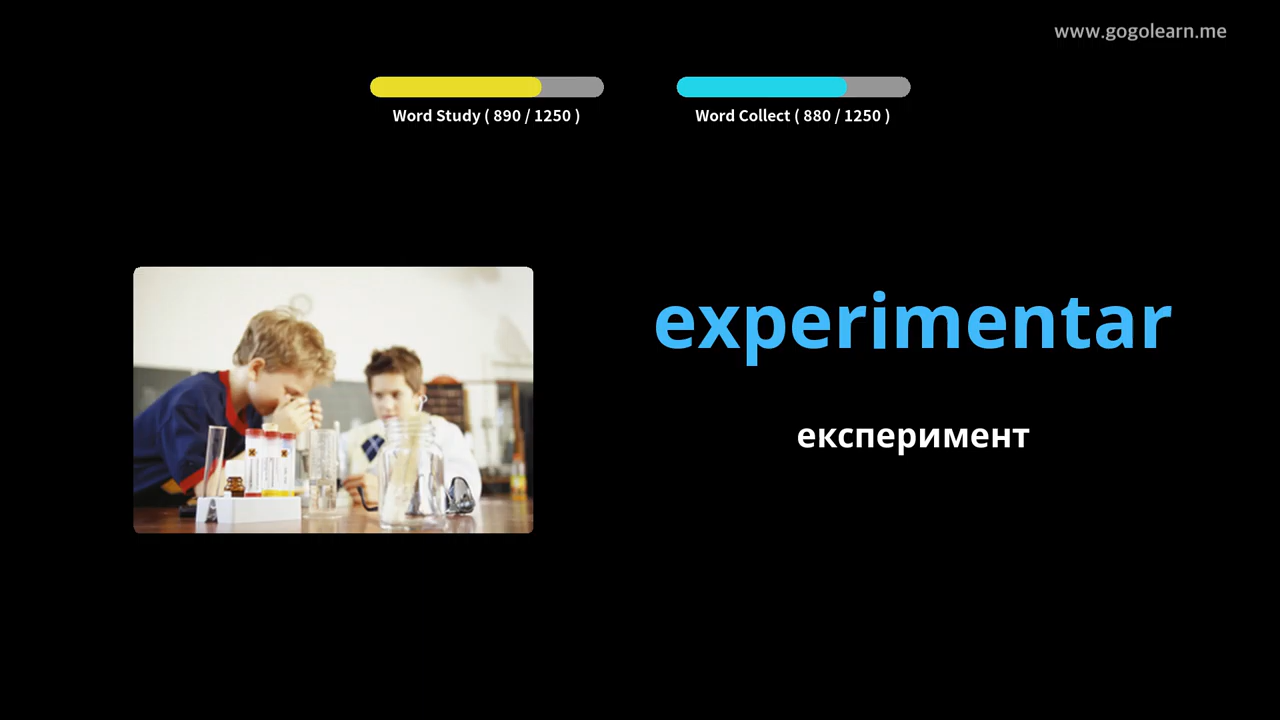 www.gogolearn.me
Word Study ( 890 / 1250 )
Word Collect ( 880 / 1250 )
experimentar
експеримент